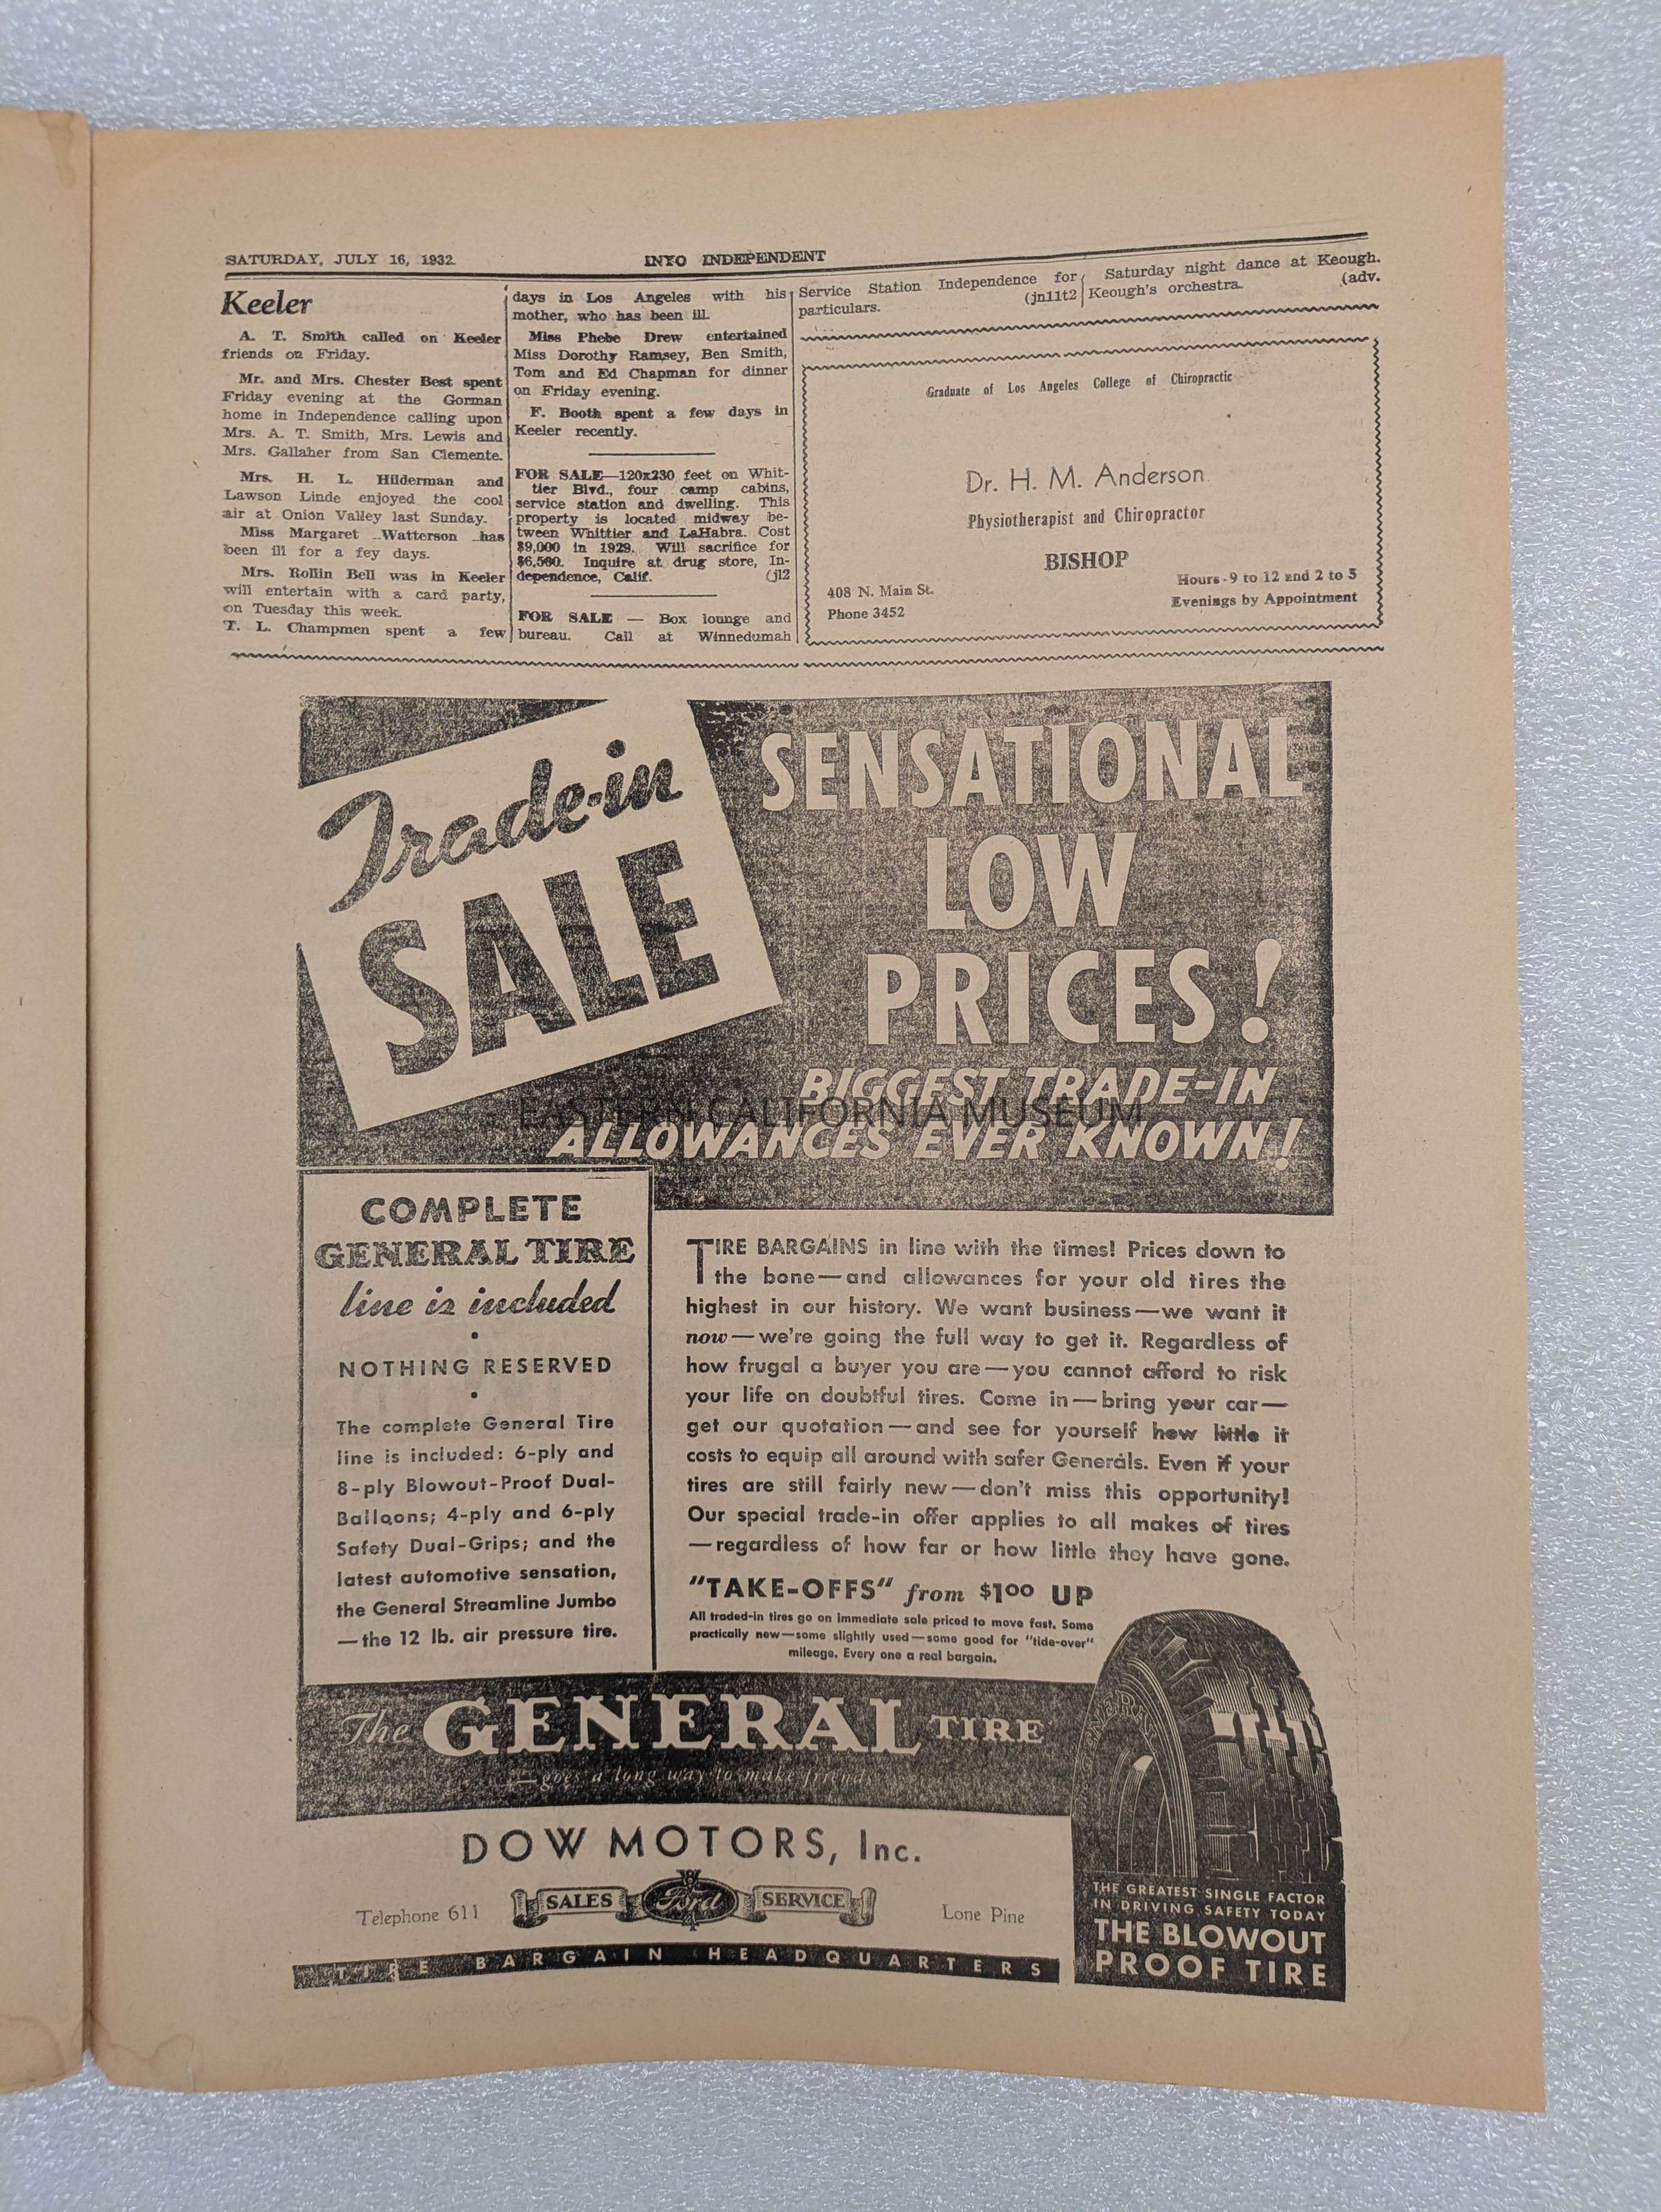 SATURDAY, JULY 16, 1932
INYO INDEPENDENT
Keeler
A. T. Smith called on Keeler
friends on Friday.
Mr. and Mrs. Chester Best spent
Friday evening at the Gorman
home in Independence calling upon
Mrs. A. T. Smith, Mrs. Lewis and
Mrs. Gallaher from San Clemente.
Mrs. H. L. Hilderman and
Lawson Linde enjoyed the cool
air at Onion Valley last Sunday.
Miss Margaret Watterson has
been ill for a fey days.
Mrs. Rollin Bell was in Keeler
will entertain with a card party,
on Tuesday this week.
T. L. Champmen spent a few
days in Los Angeles with his
mother, who has been ill.
Miss Phebe Drew entertained
Miss Dorothy Ramsey, Ben Smith,
Tom and Ed Chapman for dinner
on Friday evening.
F. Booth spent a few days in
Keeler recently.
FOR SALE—120x230 feet on Whit-
tier Blvd., four camp cabins,
service station and dwelling. This
property is located midway be-
tween Whittier and LaHabra. Cost
$9,000 in 1929. Will sacrifice for
$6,500. Inquire at drug store, In-
dependence, Calif. (j12
FOR SALE — Box lounge and
bureau. Call at Winnedumah
Service Station Independence for
particulars. (jn11t2
Saturday night dance at Keough.
Keough's orchestra. (adv.
Graduate of Los Angeles College of Chiropractic
Dr. H. M. Anderson
Physiotherapist and Chiropractor
BISHOP
408 N. Main St.
Phone 3452
Hours-9 to 12 and 2 to 5
Evenings by Appointment
Trade-in
SALE
SENSATIONAL
LOW
PRICES!
BIGGEST TRADE-IN
EASTERN CALIFORNIA MUSEUM
ALLOWANCES EVER KNOWN!
COMPLETE
GENERAL TIRE
line is included
•
NOTHING RESERVED
•
The complete General Tire
line is included: 6-ply and
8-ply Blowout-Proof Dual-
Balloons; 4-ply and 6-ply
Safety Dual-Grips; and the
latest automotive sensation,
the General Streamline Jumbo
—the 12 lb. air pressure tire.
TIRE BARGAINS in line with the times! Prices down to
the bone—and allowances for your old tires the
highest in our history. We want business—we want it
now—we're going the full way to get it. Regardless of
how frugal a buyer you are—you cannot afford to risk
your life on doubtful tires. Come in—bring your car—
get our quotation—and see for yourself how little it
costs to equip all around with safer Generals. Even if your
tires are still fairly new—don't miss this opportunity!
Our special trade-in offer applies to all makes of tires
—regardless of how far or how little they have gone.
"TAKE-OFFS" from $1.00 UP
All traded-in tires go on immediate sale priced to move fast. Some
practically new—some slightly used—some good for "tide-over"
mileage. Every one a real bargain.
The GENERAL TIRE
—goes a long way to make friends
GENERAL
DOW MOTORS, Inc.
Telephone 611
SALES Ford SERVICE
V8
Lone Pine
TIRE BARGAIN HEADQUARTERS
THE GREATEST SINGLE FACTOR
IN DRIVING SAFETY TODAY
THE BLOWOUT
PROOF TIRE